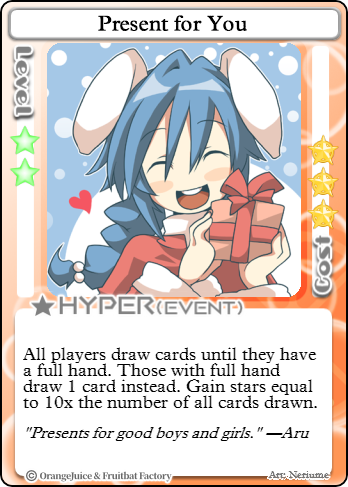 Present for You
Level
Cost
HYPER(EVENT)
All players draw cards until they have
a full hand. Those with full hand
draw 1 card instead. Gain stars equal
to 10x the number of all cards drawn.
"Presents for good boys and girls." —Aru
© OrangeJuice & Fruitbat Factory
Art: Neriume